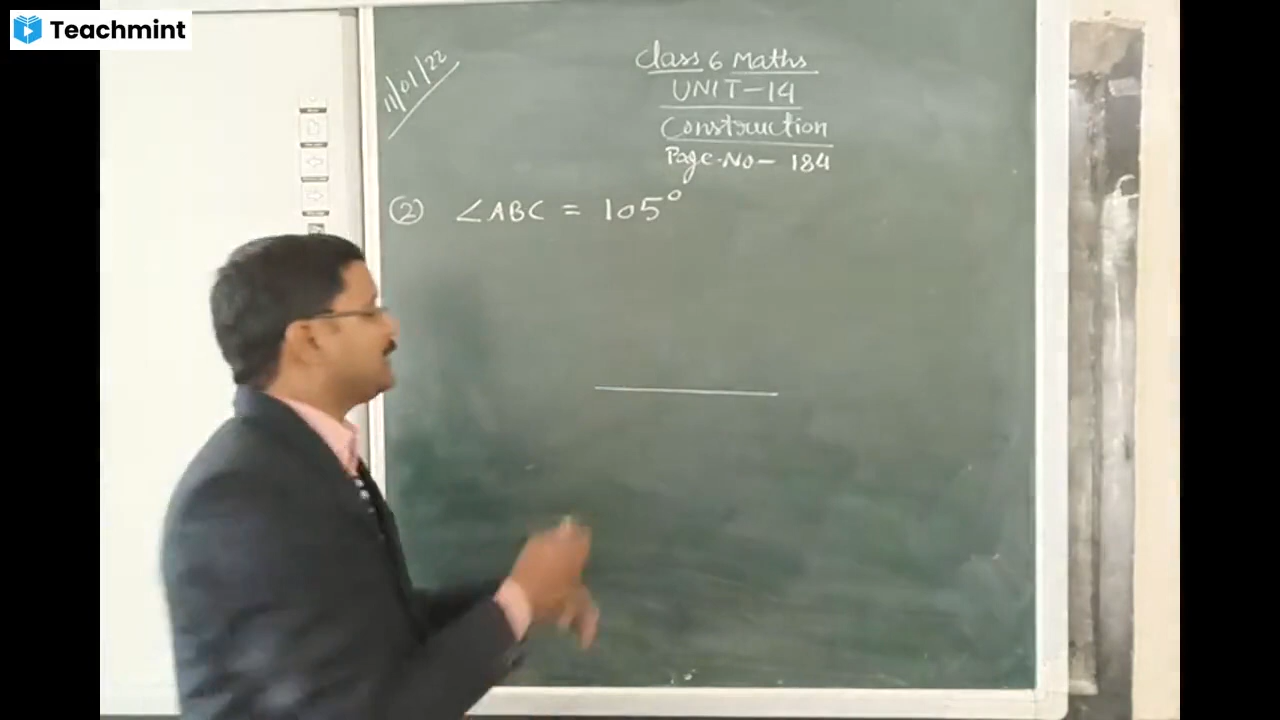 Teachmint
11/01/22
Class 6 Maths
UNIT-14
Construction
Page-No- 184
② ∠ABC = 105°